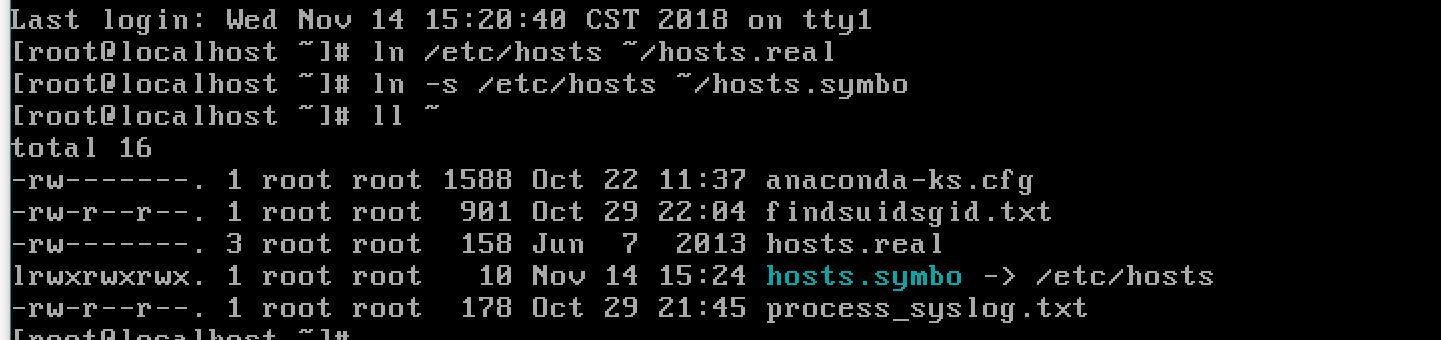 Last login: Wed Nov 14 15:20:40 CST 2018 on tty1
[root@localhost ~]# ln /etc/hosts ~/hosts.real
[root@localhost ~]# ln -s /etc/hosts ~/hosts.symbo
[root@localhost ~]# ll ~
total 16
-rw-------. 1 root root 1588 Oct 22 11:37 anaconda-ks.cfg
-rw-r--r--. 1 root root  901 Oct 29 22:04 findsuidsgid.txt
-rw-------. 3 root root  158 Jun  7  2013 hosts.real
lrwxrwxrwx. 1 root root   10 Nov 14 15:24 hosts.symbo -> /etc/hosts
-rw-r--r--. 1 root root  178 Oct 29 21:45 process_syslog.txt
[root@localhost ~]#